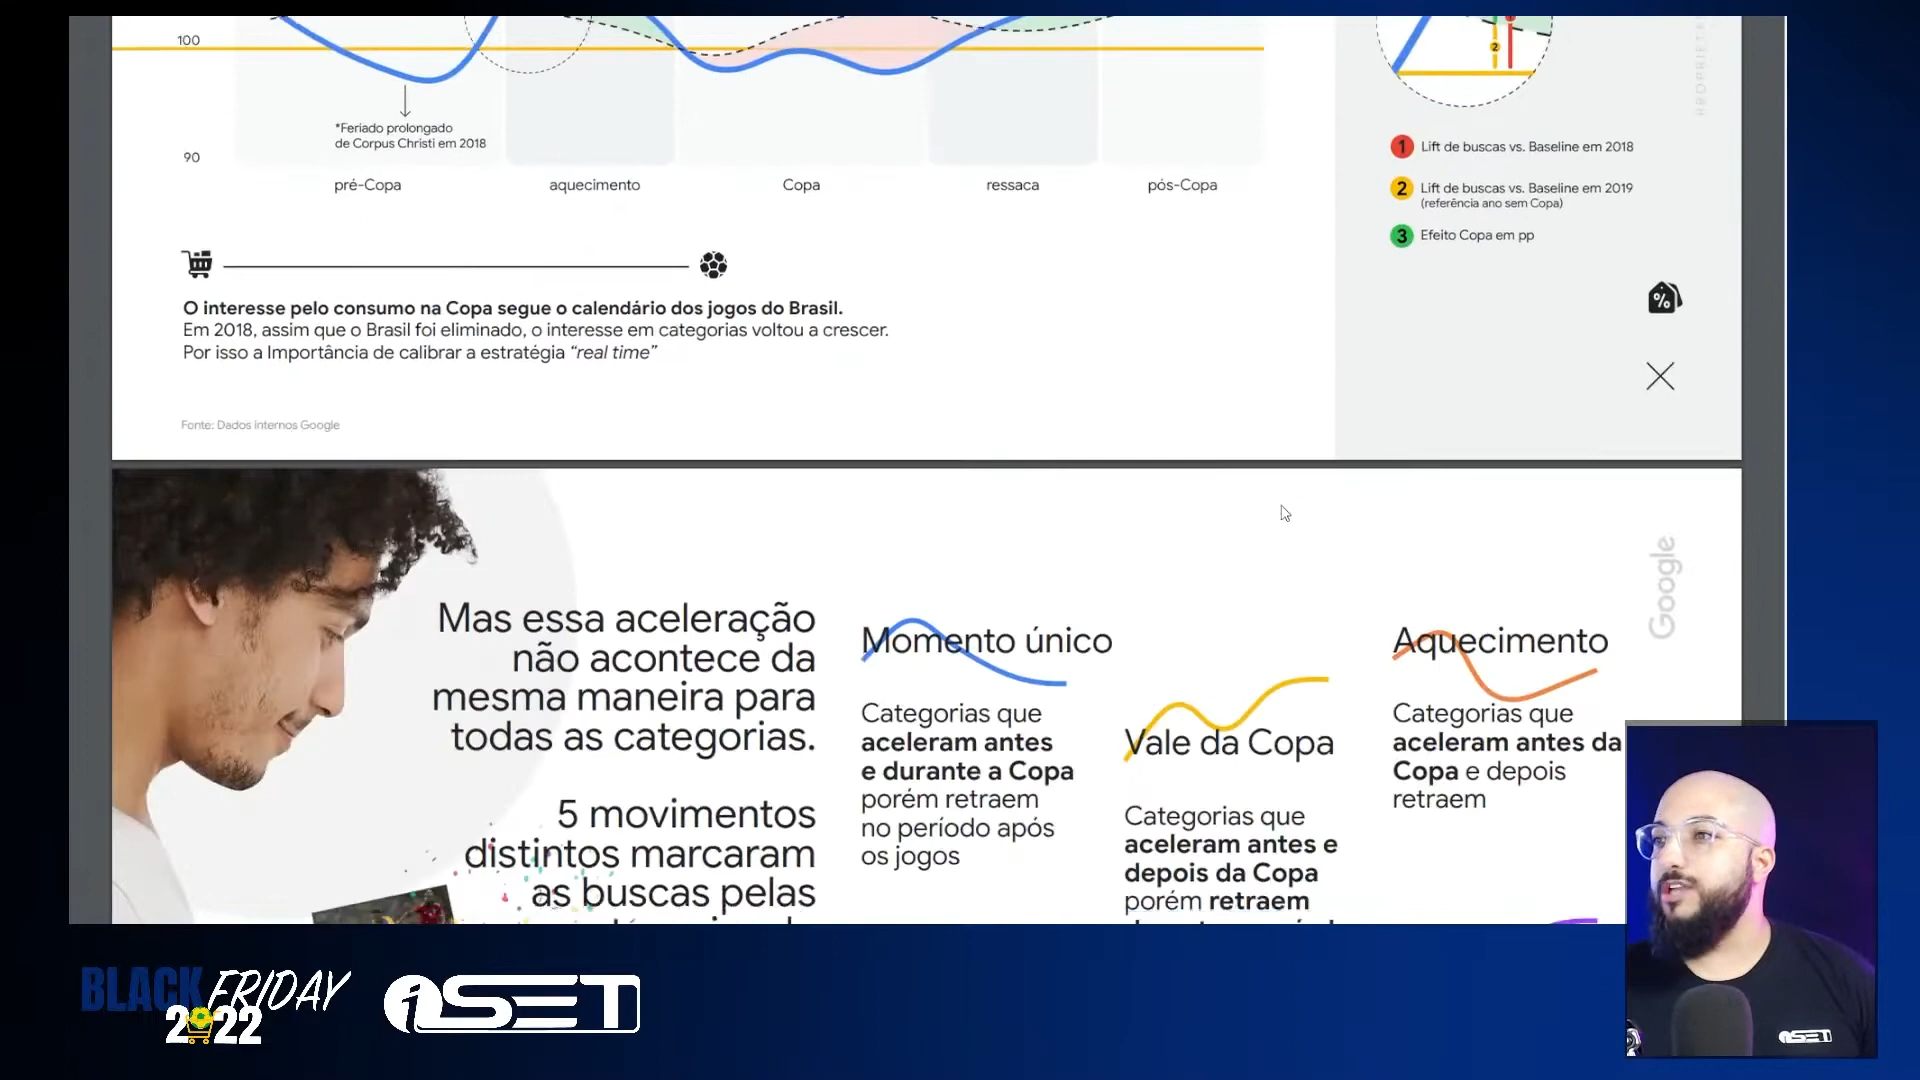 100
*Feriado prolongado
de Corpus Christi em 2018
90
pré-Copa
aquecimento
Copa
ressaca
pós-Copa
2
1 Lift de buscas vs. Baseline em 2018
2 Lift de buscas vs. Baseline em 2019
(referência ano sem Copa)
3 Efeito Copa em pp
%
O interesse pelo consumo na Copa segue o calendário dos jogos do Brasil.
Em 2018, assim que o Brasil foi eliminado, o interesse em categorias voltou a crescer.
Por isso a Importância de calibrar a estratégia “real time”
Fonte: Dados internos Google
Google
Mas essa aceleração
não acontece da
mesma maneira para
todas as categorias.
5 movimentos
distintos marcaram
as buscas pelas
Momento único
Categorias que
aceleram antes
e durante a Copa
porém retraem
no período após
os jogos
Vale da Copa
Categorias que
aceleram antes e
depois da Copa
porém retraem
Aquecimento
Categorias que
aceleram antes da
Copa e depois
retraem
BLACK FRIDAY
2022
iSET
iSET